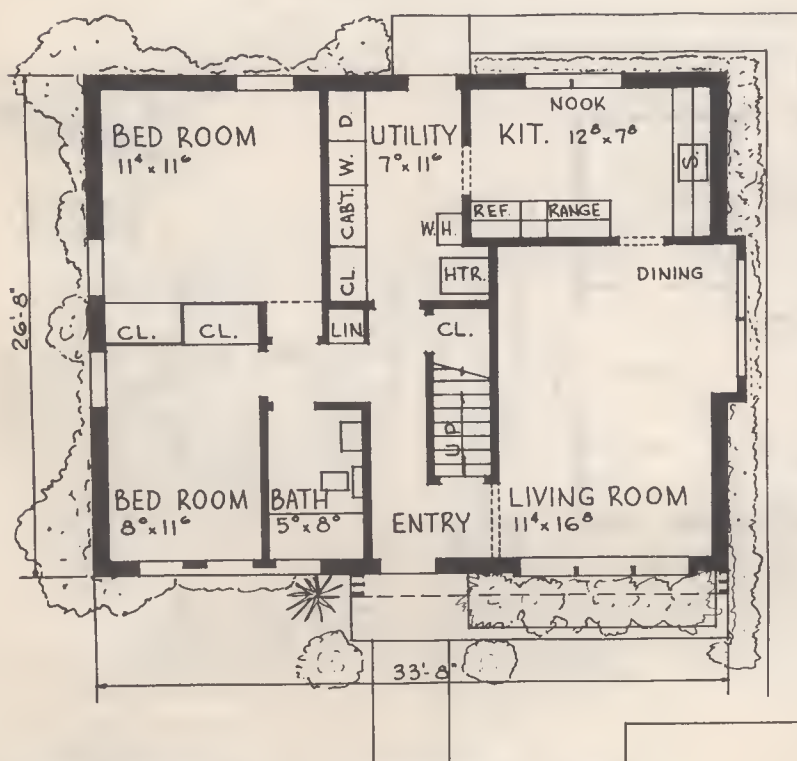 NOOK
BED ROOM
11⁴ x 11⁶
D.
W.
CAB'T.
CL.
UTILITY
7⁰ x 11⁶
KIT. 12⁸ x 7⁸
S.
REF.
RANGE
W.H.
HTR.
DINING
26'-8"
CL.
CL.
LIN
CL.
UP
BED ROOM
8⁰ x 11⁶
BATH
5⁰ x 8⁰
ENTRY
LIVING ROOM
11⁴ x 16⁸
33'-8"